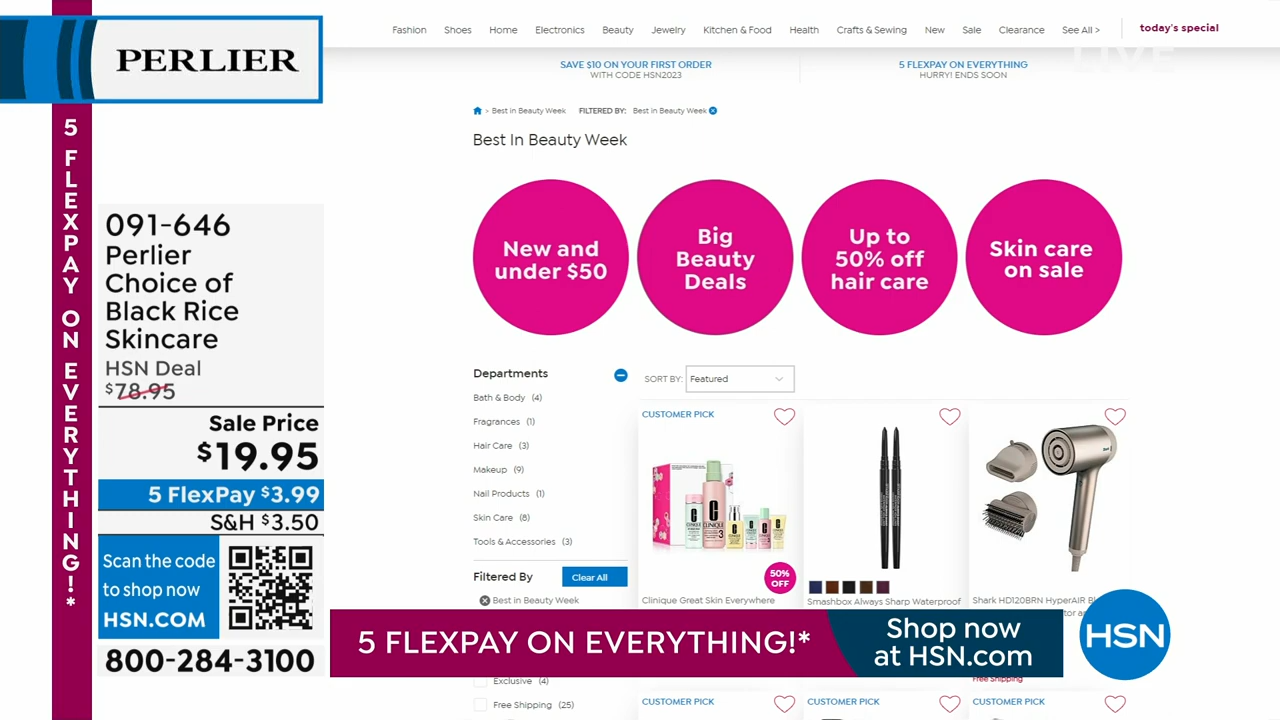 PERLIER
5 FLEXPAY ON EVERYTHING!*
091-646
Perlier
Choice of
Black Rice
Skincare
HSN Deal
$78.95
Sale Price
$19.95
5 FlexPay $3.99
S&H $3.50
Scan the code
to shop now
HSN.COM
800-284-3100
Fashion Shoes Home Electronics Beauty Jewelry Kitchen & Food Health Crafts & Sewing New Sale Clearance See All > today's special
LIVE
SAVE $10 ON YOUR FIRST ORDER
WITH CODE HSN2023
5 FLEXPAY ON EVERYTHING
HURRY! ENDS SOON
> Best in Beauty Week FILTERED BY: Best in Beauty Week
Best In Beauty Week
New and
under $50
Big
Beauty
Deals
Up to
50% off
hair care
Skin care
on sale
Departments
Bath & Body (4)
Fragrances (1)
Hair Care (3)
Makeup (9)
Nail Products (1)
Skin Care (8)
Tools & Accessories (3)
Filtered By Clear All
Best in Beauty Week
Exclusive (4)
Free Shipping (25)
SORT BY: Featured
CUSTOMER PICK
CLINIQUE
3
50%
OFF
Clinique Great Skin Everywhere
Smashbox Always Sharp Waterproof
Shark HD120BRN HyperAIR
Free Shipping
5 FLEXPAY ON EVERYTHING!*
Shop now
at HSN.com
HSN
CUSTOMER PICK
CUSTOMER PICK
CUSTOMER PICK